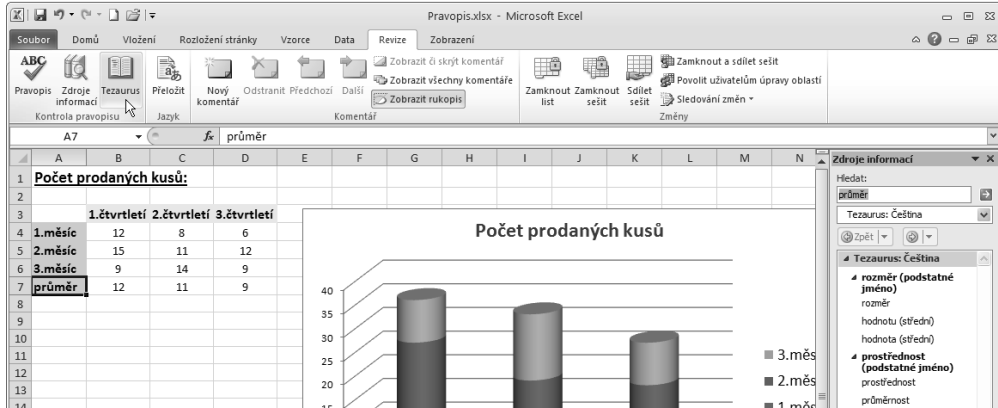 Pravopis.xlsx - Microsoft Excel
Soubor Domů Vložení Rozložení stránky Vzorce Data Revize Zobrazení
ABC
Pravopis Zdroje informací Tezaurus
Kontrola pravopisu
Přeložit
Jazyk
Nový komentář Odstranit Předchozí Další
Zobrazit či skrýt komentář
Zobrazit všechny komentáře
Zobrazit rukopis
Komentář
Zamknout list Zamknout sešit Sdílet sešit
Zamknout a sdílet sešit
Povolit uživatelům úpravy oblastí
Sledování změn
Změny
A7 fx průměr
A B C D E F G H I J K L M N
1 Počet prodaných kusů:
2
3 1.čtvrtletí 2.čtvrtletí 3.čtvrtletí
4 1.měsíc 12 8 6
5 2.měsíc 15 11 12
6 3.měsíc 9 14 9
7 průměr 12 11 9
8
9
10
11
12
13
14
Počet prodaných kusů
40
35
30
25
20
15
3.měs
2.měs
1.měs
Zdroje informací
Hledat:
průměr
Tezaurus: Čeština
Zpět
Tezaurus: Čeština
rozměr (podstatné jméno)
rozměr
hodnotu (střední)
hodnota (střední)
prostřednost (podstatné jméno)
prostřednost
průměrnost